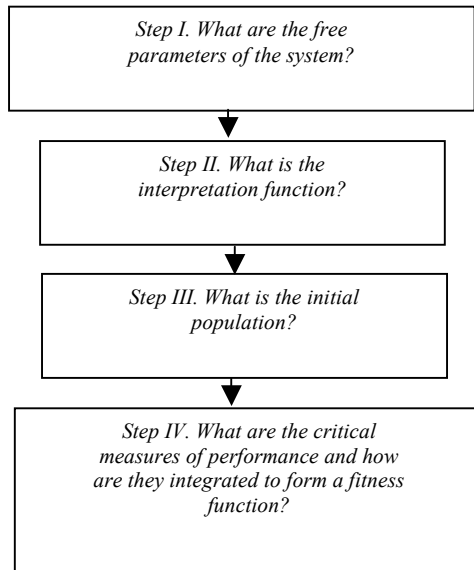 Step I. What are the free
parameters of the system?
Step II. What is the
interpretation function?
Step III. What is the initial
population?
Step IV. What are the critical
measures of performance and how
are they integrated to form a fitness
function?